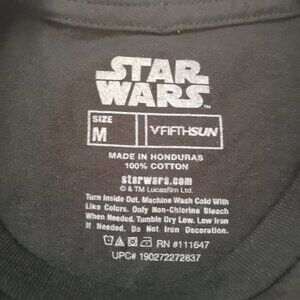 STAR
WARS
SIZE
M
FIFTHSUN
MADE IN HONDURAS
100% COTTON
starwars.com
© & TM Lucasfilm Ltd.
Turn Inside Out. Machine Wash Cold With
Like Colors. Only Non-Chlorine Bleach
When Needed. Tumble Dry Low. Low Iron
If Needed. Do Not Iron Decoration.
RN #111647
UPC# 190272272837